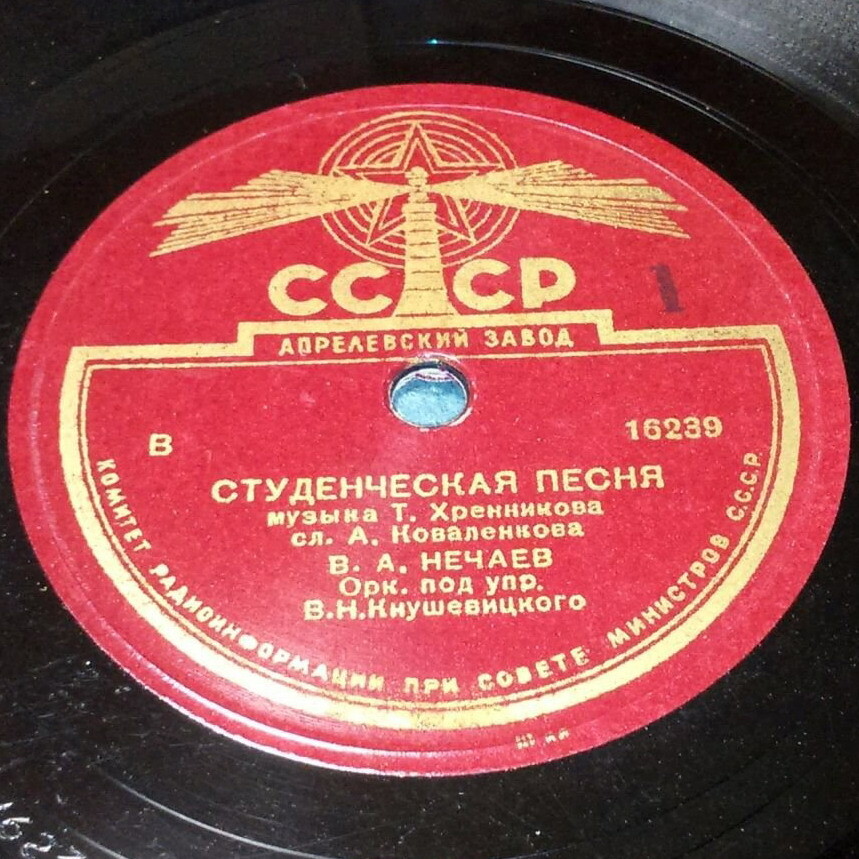 СССР
1
АПРЕЛЕВСКИЙ ЗАВОД
В
16239
СТУДЕНЧЕСКАЯ ПЕСНЯ
музыка Т. Хренникова
сл. А. Коваленкова
В. А. НЕЧАЕВ
Орк. под упр.
В.Н.Кнушевицкого
КОМИТЕТ РАДИОИНФОРМАЦИИ ПРИ СОВЕТЕ МИНИСТРОВ С.С.С.Р.